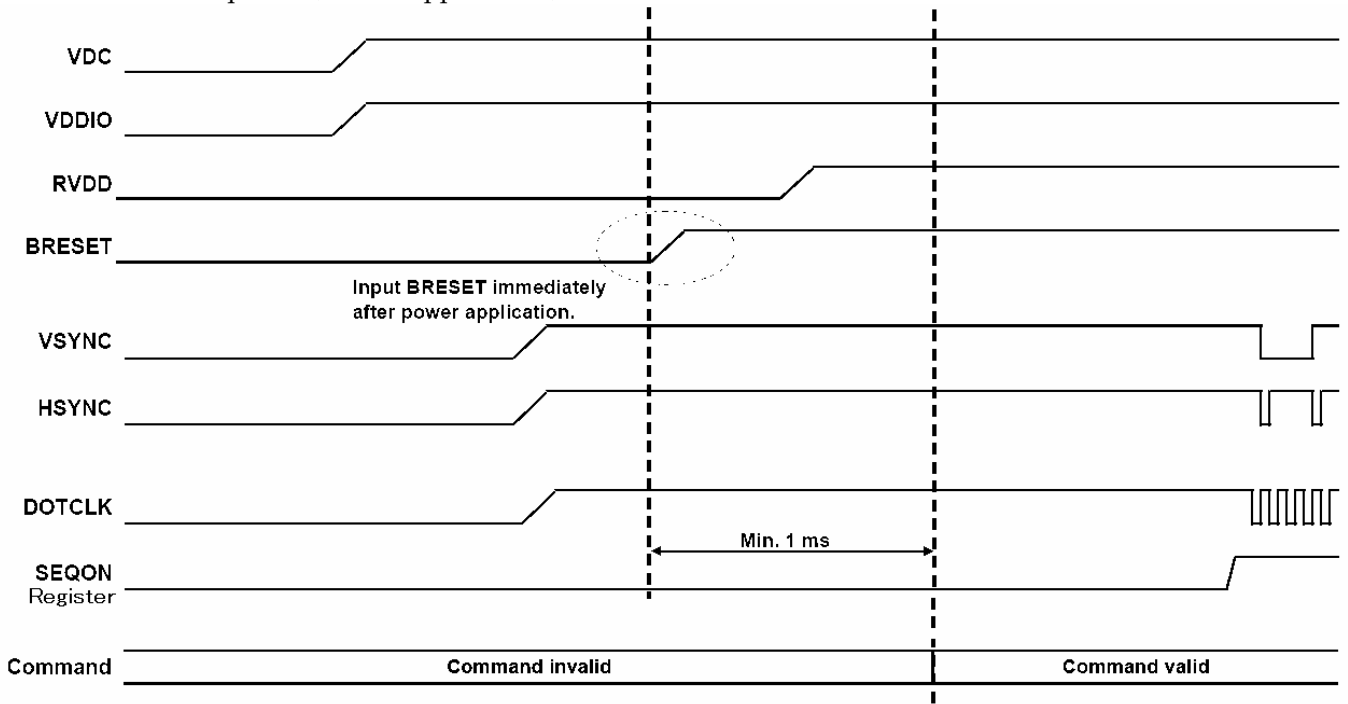 VDC
VDDIO
RVDD
BRESET
Input BRESET immediately
after power application.
VSYNC
HSYNC
DOTCLK
Min. 1 ms
SEQON
Register
Command
Command invalid
Command valid